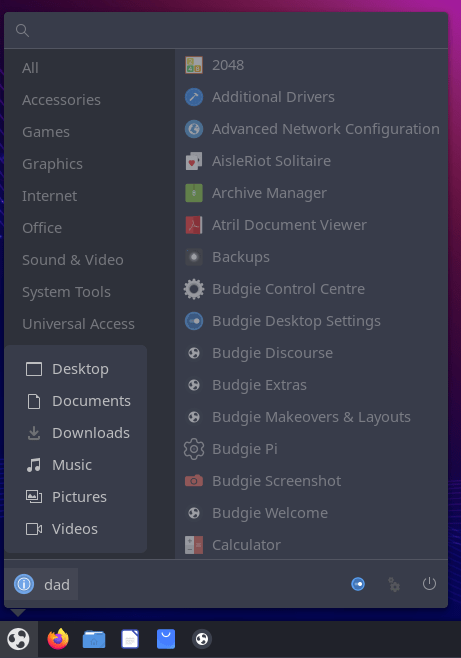 All
Accessories
Games
Graphics
Internet
Office
Sound & Video
System Tools
Universal Access
Desktop
Documents
Downloads
Music
Pictures
Videos
2048
Additional Drivers
Advanced Network Configuration
AisleRiot Solitaire
Archive Manager
Atril Document Viewer
Backups
Budgie Control Centre
Budgie Desktop Settings
Budgie Discourse
Budgie Extras
Budgie Makeovers & Layouts
Budgie Pi
Budgie Screenshot
Budgie Welcome
Calculator
dad